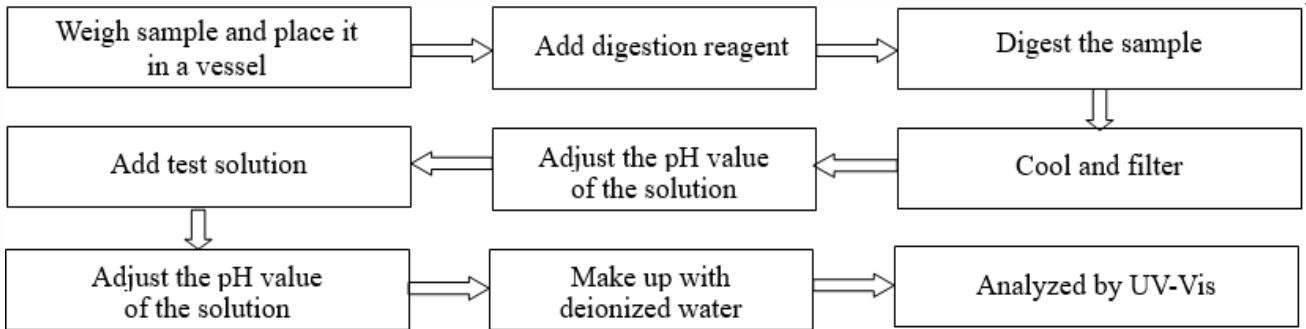 Weigh sample and place it
in a vessel
Add digestion reagent
Digest the sample
Cool and filter
Adjust the pH value
of the solution
Add test solution
Adjust the pH value
of the solution
Make up with
deionized water
Analyzed by UV-Vis